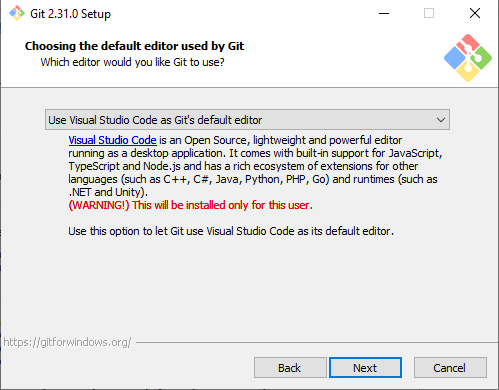 Git 2.31.0 Setup
Choosing the default editor used by Git
Which editor would you like Git to use?
Use Visual Studio Code as Git's default editor
Visual Studio Code is an Open Source, lightweight and powerful editor
running as a desktop application. It comes with built-in support for JavaScript,
TypeScript and Node.js and has a rich ecosystem of extensions for other
languages (such as C++, C#, Java, Python, PHP, Go) and runtimes (such as
.NET and Unity).
(WARNING!) This will be installed only for this user.
Use this option to let Git use Visual Studio Code as its default editor.
https://gitforwindows.org/
Back
Next
Cancel